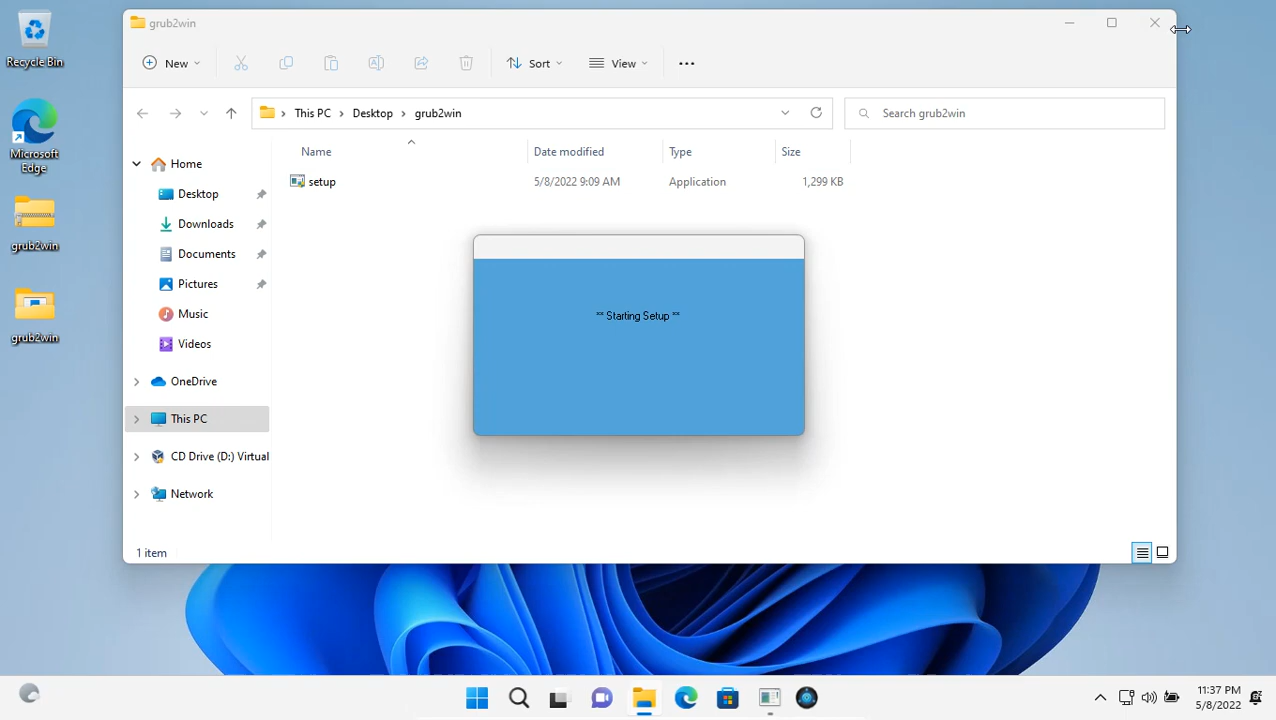 grub2win
New
Sort
View
This PC
Desktop
grub2win
Search grub2win
Name
Date modified
Type
Size
setup
5/8/2022 9:09 AM
Application
1,299 KB
Home
Desktop
Downloads
Documents
Pictures
Music
Videos
OneDrive
This PC
CD Drive (D:) Virtual
Network
1 item
** Starting Setup **
Recycle Bin
Microsoft
Edge
grub2win
grub2win
11:37 PM
5/8/2022